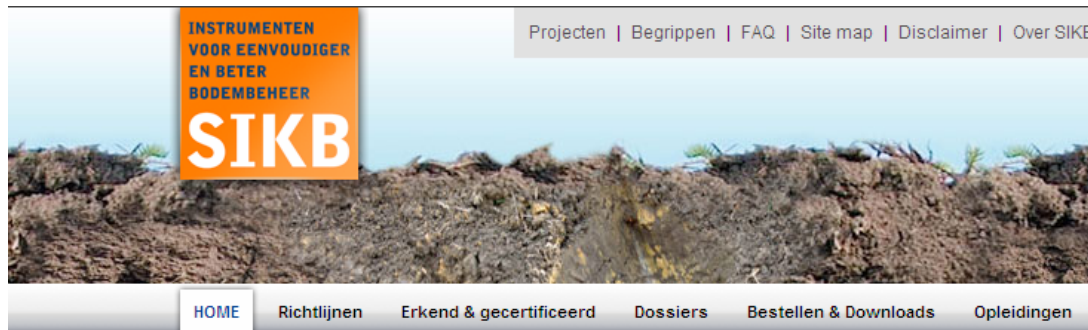 INSTRUMENTEN
VOOR EENVOUDIGER
EN BETER
BODEMBEHEER
SIKB
Projecten | Begrippen | FAQ | Site map | Disclaimer | Over SIKB
HOME Richtlijnen Erkend & gecertificeerd Dossiers Bestellen & Downloads Opleidingen